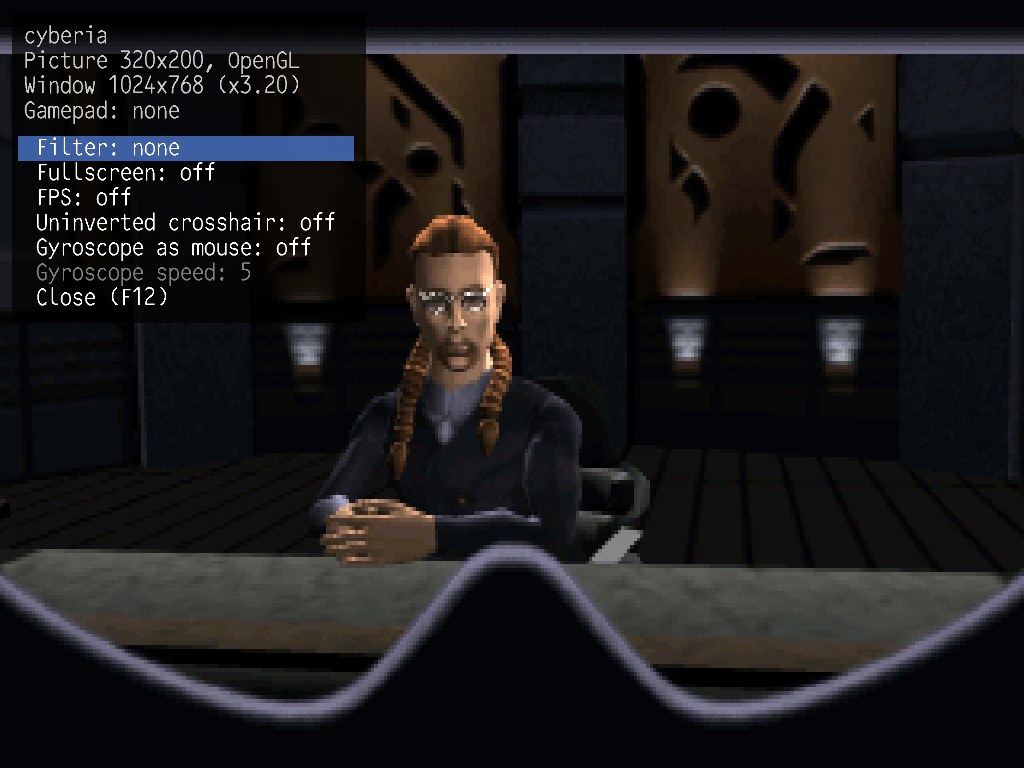 cyberia
Picture 320x200, OpenGL
Window 1024x768 (x3.20)
Gamepad: none
Filter: none
Fullscreen: off
FPS: off
Uninverted crosshair: off
Gyroscope as mouse: off
Gyroscope speed: 5
Close (F12)